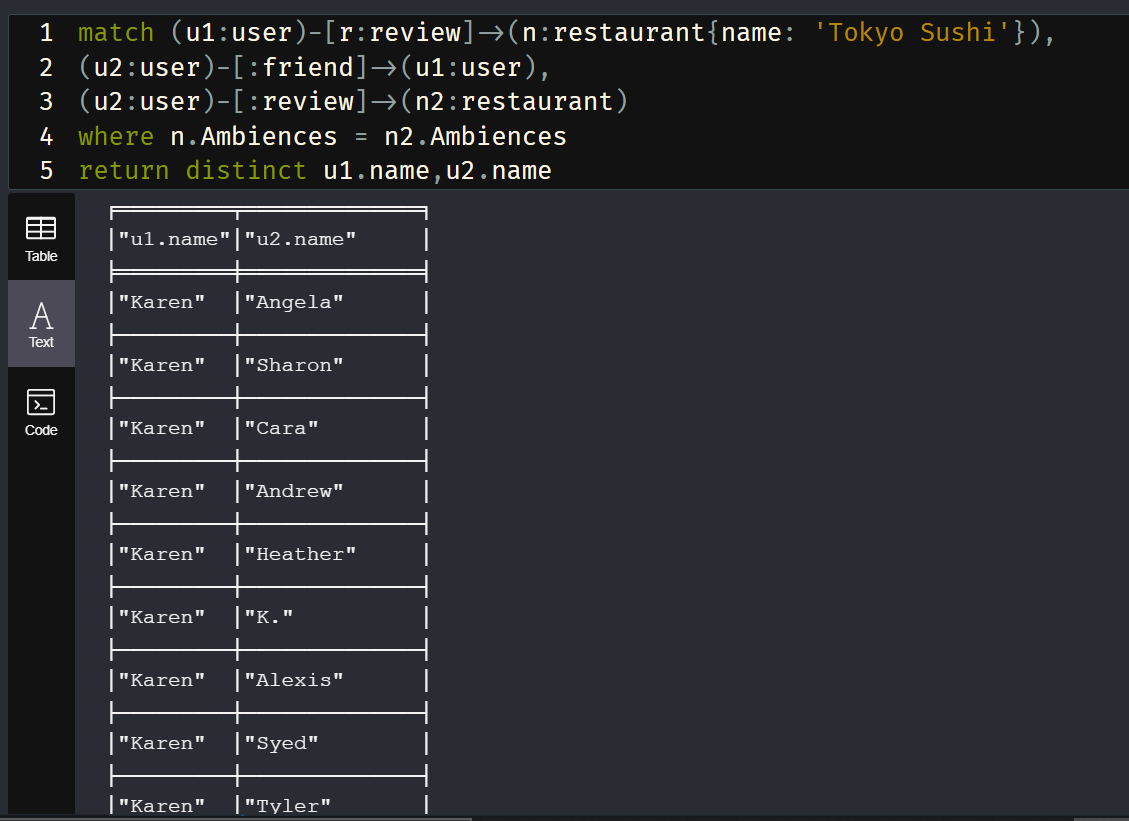 1 match (u1:user)-[r:review]->(n:restaurant{name: 'Tokyo Sushi'}),
2 (u2:user)-[:friend]->(u1:user),
3 (u2:user)-[:review]->(n2:restaurant)
4 where n.Ambiences = n2.Ambiences
5 return distinct u1.name,u2.name
Table
Text
Code
"u1.name" "u2.name"
"Karen" "Angela"
"Karen" "Sharon"
"Karen" "Cara"
"Karen" "Andrew"
"Karen" "Heather"
"Karen" "K."
"Karen" "Alexis"
"Karen" "Syed"
"Karen" "Tyler"